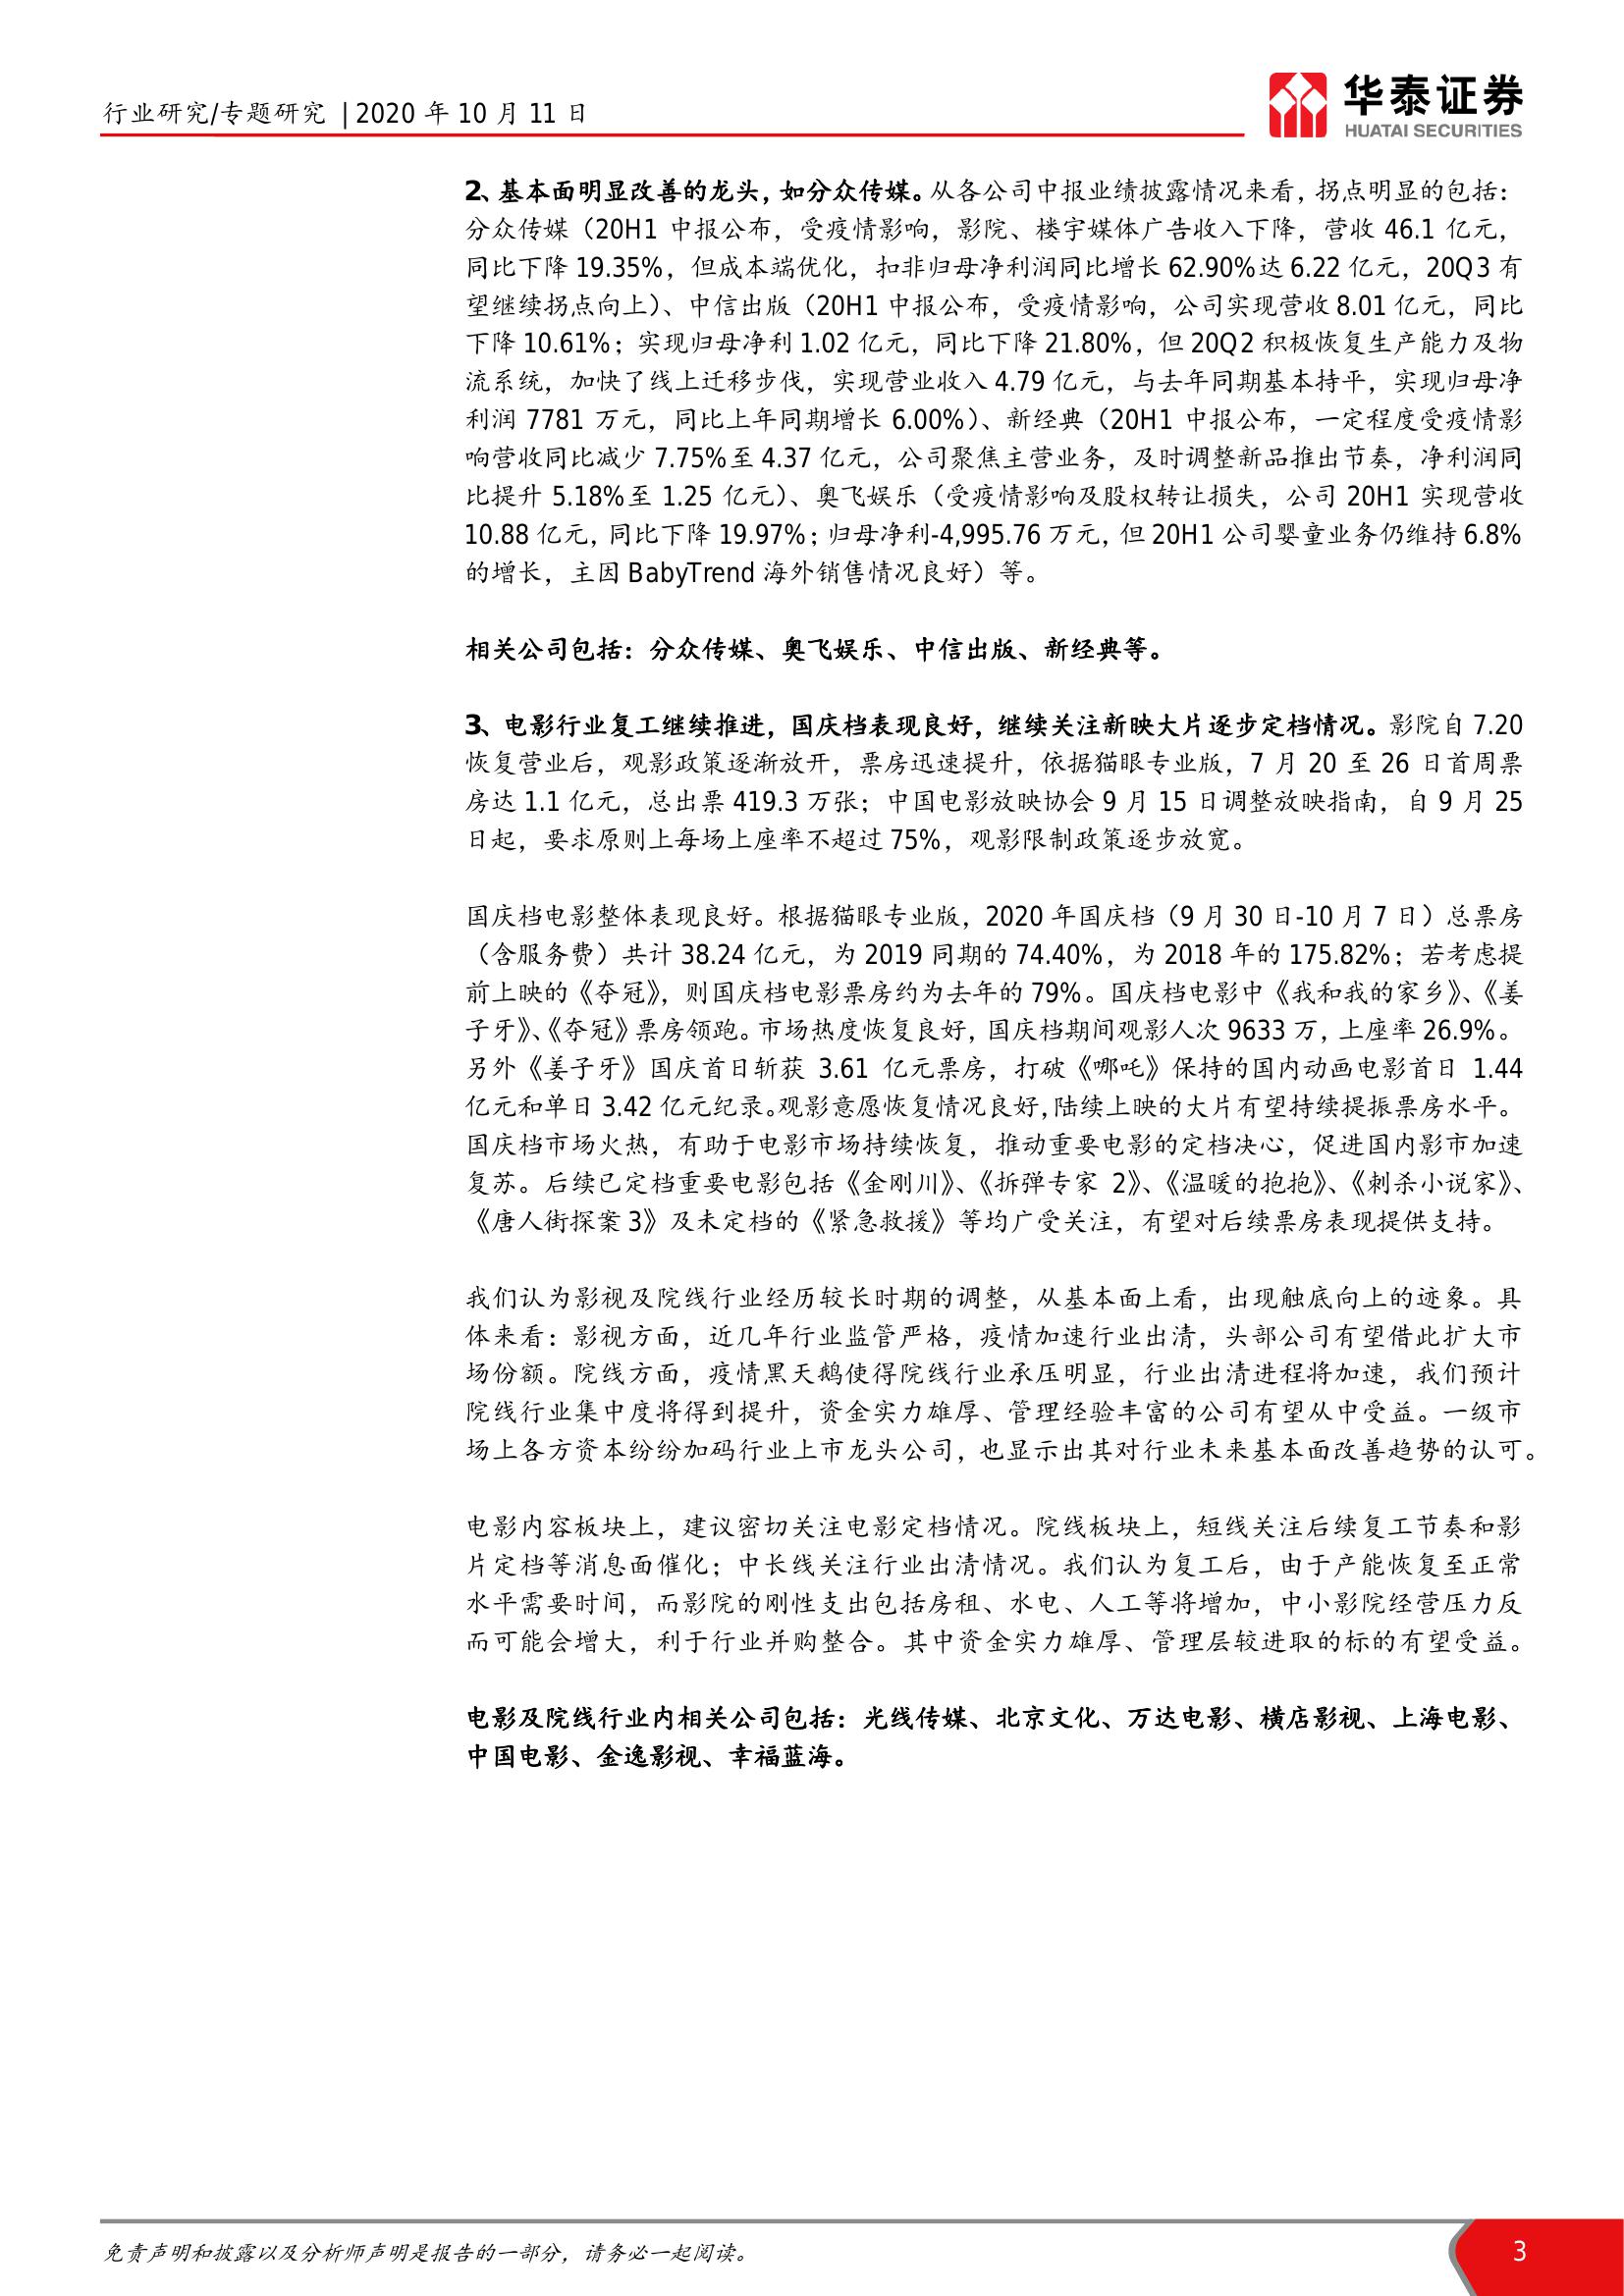 行业研究/专题研究 | 2020 年 10 月 11 日
华泰证券
HUATAI SECURITIES
2、基本面明显改善的龙头，如分众传媒。从各公司中报业绩披露情况来看，拐点明显的包括：
分众传媒（20H1 中报公布，受疫情影响，影院、楼宇媒体广告收入下降，营收 46.1 亿元，
同比下降 19.35%，但成本端优化，扣非归母净利润同比增长 62.90%达 6.22 亿元，20Q3 有
望继续拐点向上）、中信出版（20H1 中报公布，受疫情影响，公司实现营收 8.01 亿元，同比
下降 10.61%；实现归母净利 1.02 亿元，同比下降 21.80%，但 20Q2 积极恢复生产能力及物
流系统，加快了线上迁移步伐，实现营业收入 4.79 亿元，与去年同期基本持平，实现归母净
利润 7781 万元，同比上年同期增长 6.00%）、新经典（20H1 中报公布，一定程度受疫情影
响营收同比减少 7.75%至 4.37 亿元，公司聚焦主营业务，及时调整新品推出节奏，净利润同
比提升 5.18%至 1.25 亿元）、奥飞娱乐（受疫情影响及股权转让损失，公司 20H1 实现营收
10.88 亿元，同比下降 19.97%；归母净利-4,995.76 万元，但 20H1 公司婴童业务仍维持 6.8%
的增长，主因 BabyTrend 海外销售情况良好）等。
相关公司包括：分众传媒、奥飞娱乐、中信出版、新经典等。
3、电影行业复工继续推进，国庆档表现良好，继续关注新映大片逐步定档情况。影院自 7.20
恢复营业后，观影政策逐渐放开，票房迅速提升，依据猫眼专业版，7 月 20 至 26 日首周票
房达 1.1 亿元，总出票 419.3 万张；中国电影放映协会 9 月 15 日调整放映指南，自 9 月 25
日起，要求原则上每场上座率不超过 75%，观影限制政策逐步放宽。
国庆档电影整体表现良好。根据猫眼专业版，2020 年国庆档（9 月 30 日-10 月 7 日）总票房
（含服务费）共计 38.24 亿元，为 2019 同期的 74.40%，为 2018 年的 175.82%；若考虑提
前上映的《夺冠》，则国庆档电影票房约为去年的 79%。国庆档电影中《我和我的家乡》、《姜
子牙》、《夺冠》票房领跑。市场热度恢复良好，国庆档期间观影人次 9633 万，上座率 26.9%。
另外《姜子牙》国庆首日斩获 3.61 亿元票房，打破《哪吒》保持的国内动画电影首日 1.44
亿元和单日 3.42 亿元纪录。观影意愿恢复情况良好，陆续上映的大片有望持续提振票房水平。
国庆档市场火热，有助于电影市场持续恢复，推动重要电影的定档决心，促进国内影市加速
复苏。后续已定档重要电影包括《金刚川》、《拆弹专家 2》、《温暖的抱抱》、《刺杀小说家》、
《唐人街探案 3》及未定档的《紧急救援》等均广受关注，有望对后续票房表现提供支持。
我们认为影视及院线行业经历较长时期的调整，从基本面上看，出现触底向上的迹象。具
体来看：影视方面，近几年行业监管严格，疫情加速行业出清，头部公司有望借此扩大市
场份额。院线方面，疫情黑天鹅使得院线行业承压明显，行业出清进程将加速，我们预计
院线行业集中度将得到提升，资金实力雄厚、管理经验丰富的公司有望从中受益。一级市
场上各方资本纷纷加码行业上市龙头公司，也显示出其对行业未来基本面改善趋势的认可。
电影内容板块上，建议密切关注电影定档情况。院线板块上，短线关注后续复工节奏和影
片定档等消息面催化；中长线关注行业出清情况。我们认为复工后，由于产能恢复至正常
水平需要时间，而影院的刚性支出包括房租、水电、人工等将增加，中小影院经营压力反
而可能会增大，利于行业并购整合。其中资金实力雄厚、管理层较进取的标的有望受益。
电影及院线行业内相关公司包括：光线传媒、北京文化、万达电影、横店影视、上海电影、
中国电影、金逸影视、幸福蓝海。
免责声明和披露以及分析师声明是报告的一部分，请务必一起阅读。
3